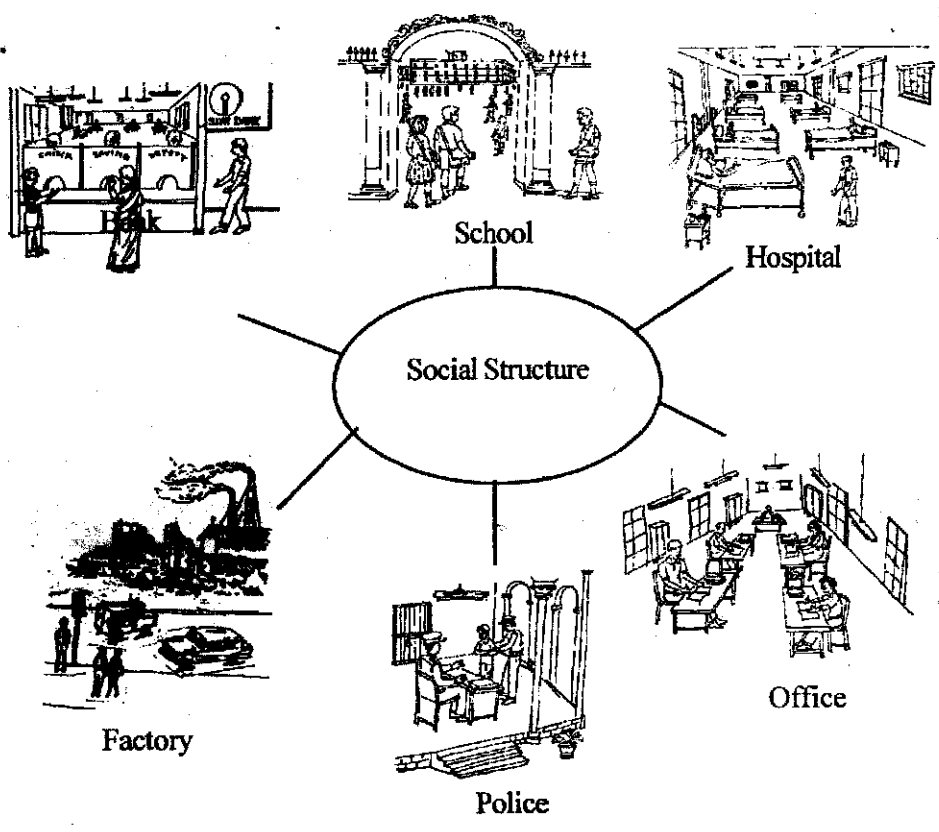 School
Bank
Hospital
Social Structure
Factory
Police
Office